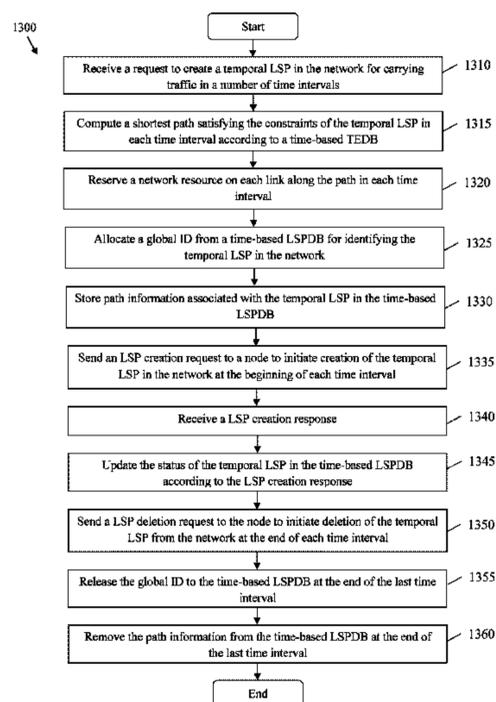 1300
Start
Receive a request to create a temporal LSP in the network for carrying
traffic in a number of time intervals
1310
Compute a shortest path satisfying the constraints of the temporal LSP in
each time interval according to a time-based TEDB
1315
Reserve a network resource on each link along the path in each time
interval
1320
Allocate a global ID from a time-based LSPDB for identifying the
temporal LSP in the network
1325
Store path information associated with the temporal LSP in the time-based
LSPDB
1330
Send an LSP creation request to a node to initiate creation of the temporal
LSP in the network at the beginning of each time interval
1335
Receive a LSP creation response
1340
Update the status of the temporal LSP in the time-based LSPDB
according to the LSP creation response
1345
Send a LSP deletion request to the node to initiate deletion of the temporal
LSP from the network at the end of each time interval
1350
Release the global ID to the time-based LSPDB at the end of the last time
interval
1355
Remove the path information from the time-based LSPDB at the end of
the last time interval
1360
End